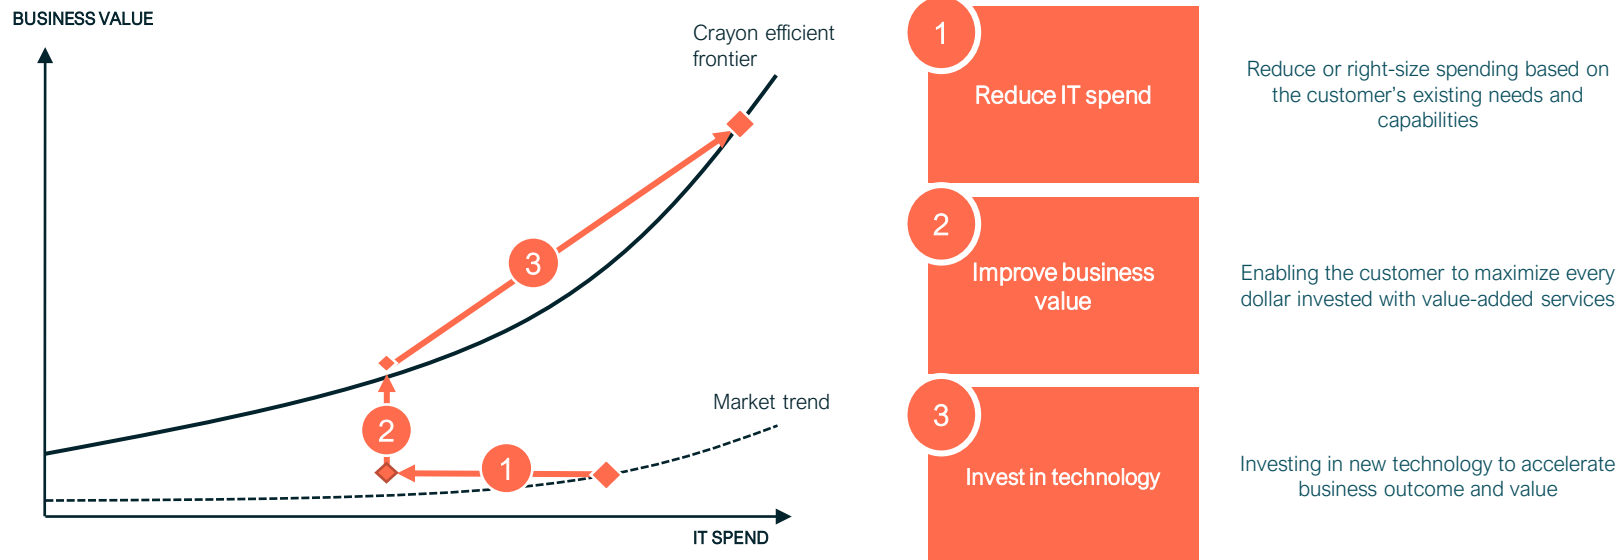 BUSINESS VALUE
Crayon efficient
frontier
3
2
1
Market trend
IT SPEND
1
Reduce IT spend
Reduce or right-size spending based on
the customer's existing needs and
capabilities
2
Improve business
value
Enabling the customer to maximize every
dollar invested with value-added services
3
Invest in technology
Investing in new technology to accelerate
business outcome and value